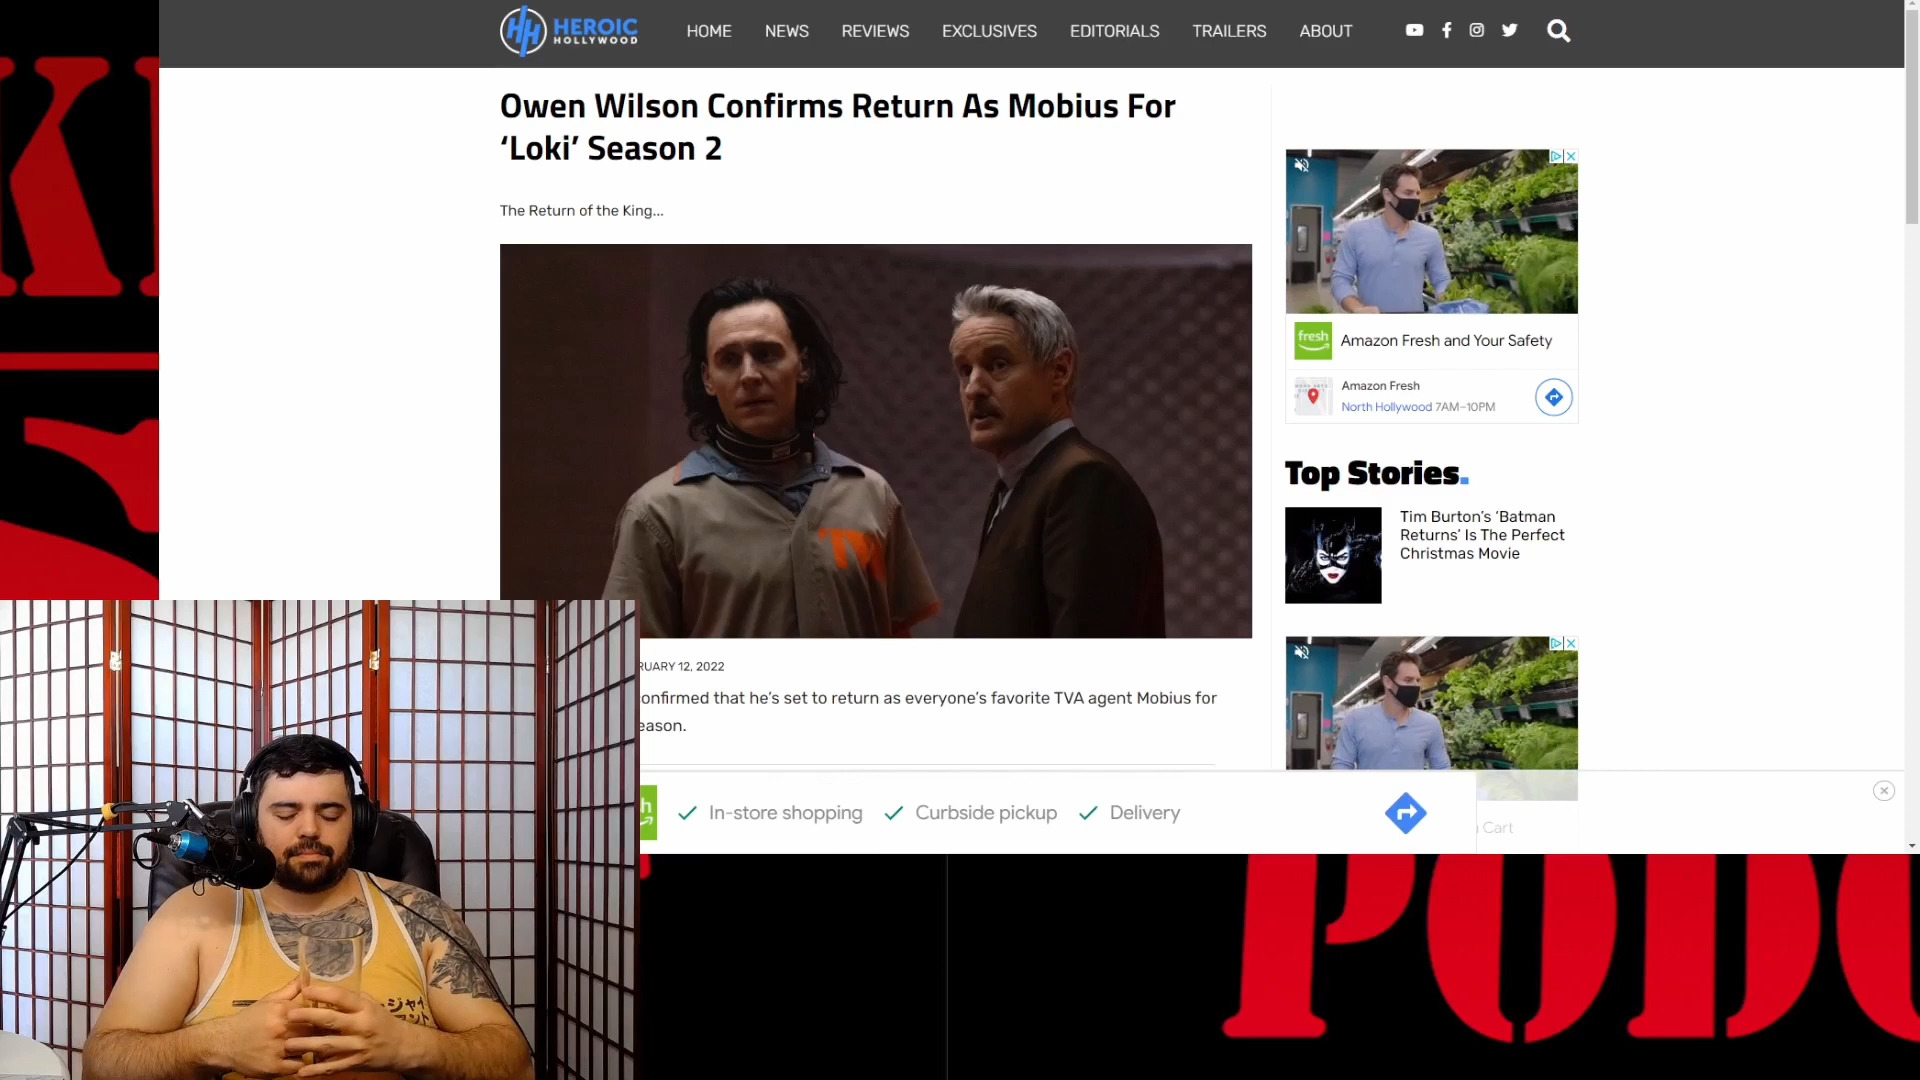 HEROIC
HOLLYWOOD
HOME
NEWS
REVIEWS
EXCLUSIVES
EDITORIALS
TRAILERS
ABOUT
Owen Wilson Confirms Return As Mobius For
‘Loki’ Season 2
The Return of the King...
TVA
fresh
Amazon Fresh and Your Safety
Amazon Fresh
North Hollywood 7AM–10PM
Top Stories.
Tim Burton’s ‘Batman
Returns’ Is The Perfect
Christmas Movie
RUARY 12, 2022
onfirmed that he’s set to return as everyone’s favorite TVA agent Mobius for
eason.
In-store shopping
Curbside pickup
Delivery
Cart
PODC